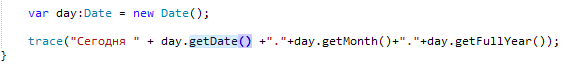 var day:Date = new Date();
trace("Сегодня " + day.getDate() +"."+day.getMonth()+"."+day.getFullYear());
}